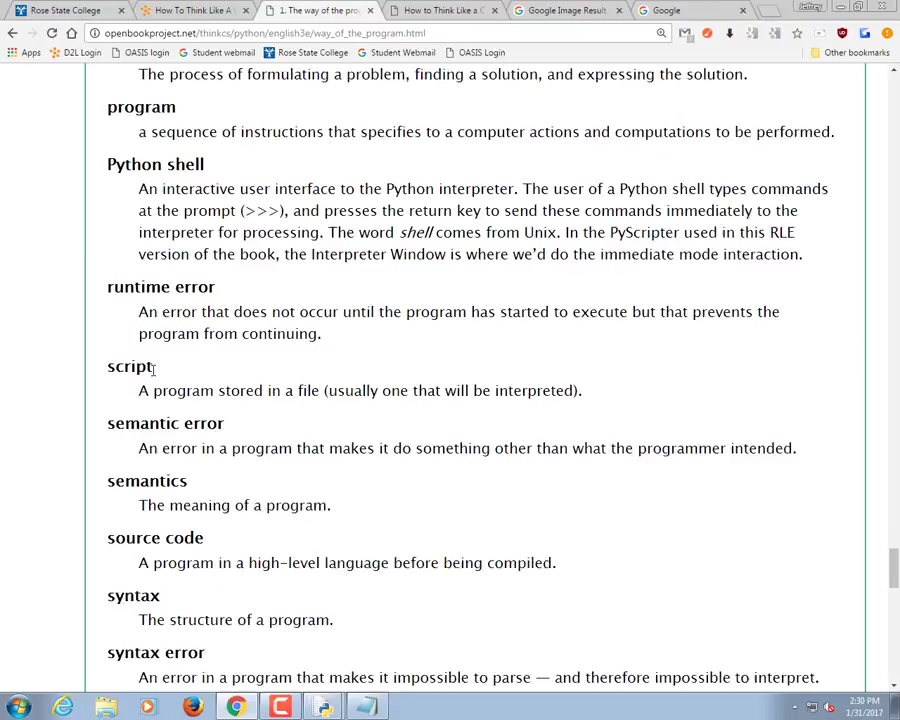 Rose State College
How To Think Like A
1. The way of the pro
How to Think Like a C
Google Image Result
Google
Jeffrey
openbookproject.net/thinkcs/python/english3e/way_of_the_program.html
Apps
D2L Login
OASIS login
Student webmail
Rose State College
Student Webmail
OASIS Login
Other bookmarks
The process of formulating a problem, finding a solution, and expressing the solution.
program
a sequence of instructions that specifies to a computer actions and computations to be performed.
Python shell
An interactive user interface to the Python interpreter. The user of a Python shell types commands
at the prompt (>>>), and presses the return key to send these commands immediately to the
interpreter for processing. The word shell comes from Unix. In the PyScripter used in this RLE
version of the book, the Interpreter Window is where we’d do the immediate mode interaction.
runtime error
An error that does not occur until the program has started to execute but that prevents the
program from continuing.
script
A program stored in a file (usually one that will be interpreted).
semantic error
An error in a program that makes it do something other than what the programmer intended.
semantics
The meaning of a program.
source code
A program in a high-level language before being compiled.
syntax
The structure of a program.
syntax error
An error in a program that makes it impossible to parse — and therefore impossible to interpret.
2:30 PM
1/31/2017